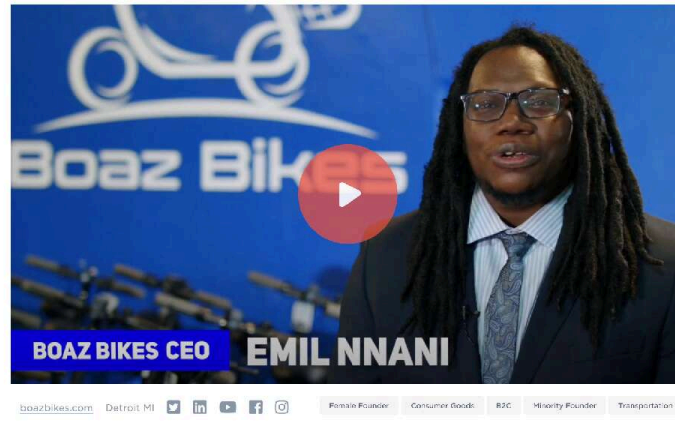 Boaz Bikes
BOAZ BIKES CEO
EMIL NNANI
boazbikes.com Detroit MI
Female Founder Consumer Goods B2C Minority Founder Transportation